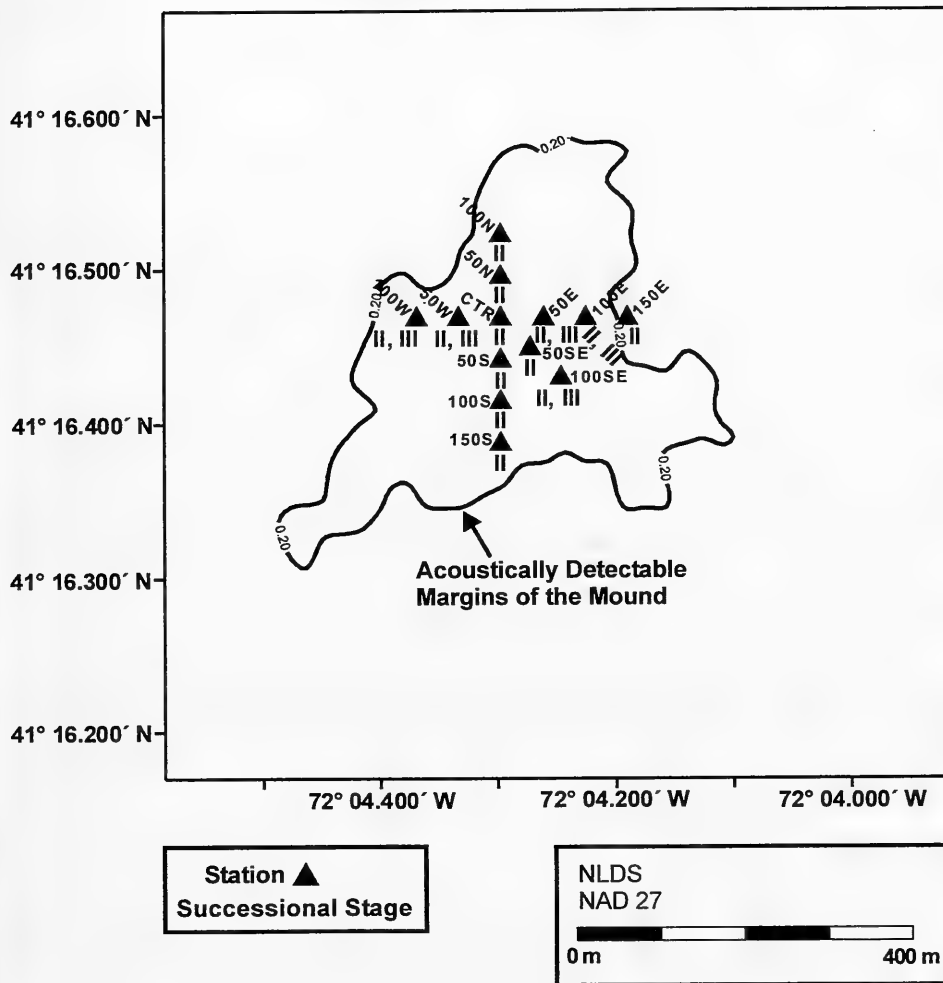 41° 16.600´ N
0.20
100N
II
41° 16.500´ N
50N
II
0.20
100W
50W
CTR
50E
100E
150E
0.20
II, III
II, III
II
II, III
II, III
II
50S
II
50SE
II
100SE
II, III
100S
II
41° 16.400´ N
150S
II
0.20
0.20
41° 16.300´ N
Acoustically Detectable
Margins of the Mound
41° 16.200´ N
72° 04.400´ W
72° 04.200´ W
72° 04.000´ W
Station
Successional Stage
NLDS
NAD 27
0 m
400 m